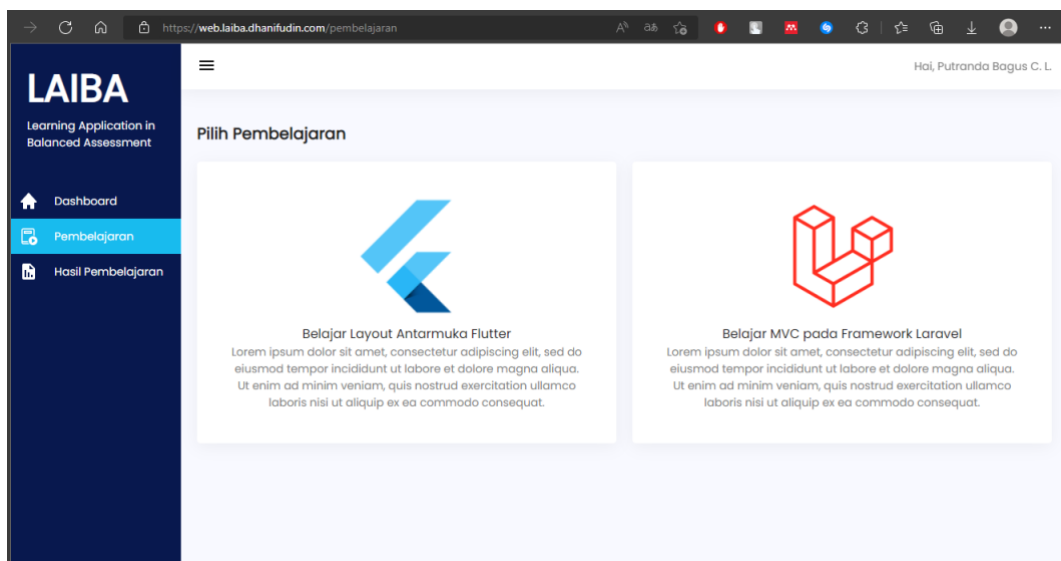 https://web.laiba.dhanifudin.com/pembelajaran
LAIBA
Learning Application in
Balanced Assessment
Dashboard
Pembelajaran
Hasil Pembelajaran
Hai, Putranda Bagus C. L.
Pilih Pembelajaran
Belajar Layout Antarmuka Flutter
Lorem ipsum dolor sit amet, consectetur adipiscing elit, sed do
eiusmod tempor incididunt ut labore et dolore magna aliqua.
Ut enim ad minim veniam, quis nostrud exercitation ullamco
laboris nisi ut aliquip ex ea commodo consequat.
Belajar MVC pada Framework Laravel
Lorem ipsum dolor sit amet, consectetur adipiscing elit, sed do
eiusmod tempor incididunt ut labore et dolore magna aliqua.
Ut enim ad minim veniam, quis nostrud exercitation ullamco
laboris nisi ut aliquip ex ea commodo consequat.